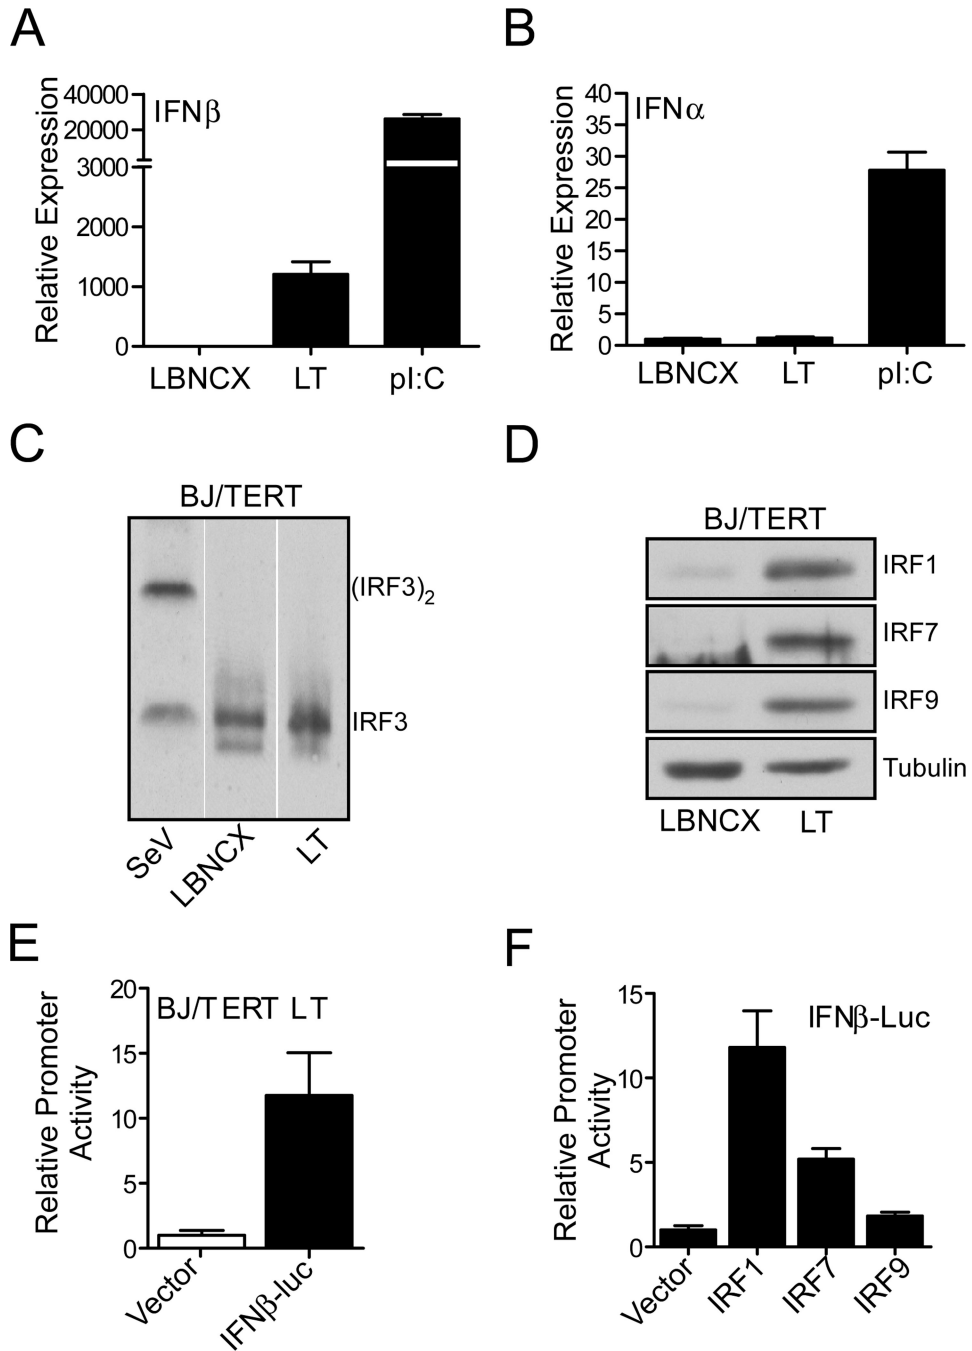 A
IFNβ
Relative Expression
40000
20000
3000
2000
1000
0
LBNCX LT pI:C
B
IFNα
Relative Expression
40
35
30
25
20
15
10
5
0
LBNCX LT pI:C
C
BJ/TERT
(IRF3)2
IRF3
SeV LBNCX LT
D
BJ/TERT
IRF1
IRF7
IRF9
Tubulin
LBNCX LT
E
BJ/TERT LT
Relative Promoter
Activity
20
15
10
5
0
Vector IFNβ-luc
F
IFNβ-Luc
Relative Promoter
Activity
15
10
5
0
Vector IRF1 IRF7 IRF9